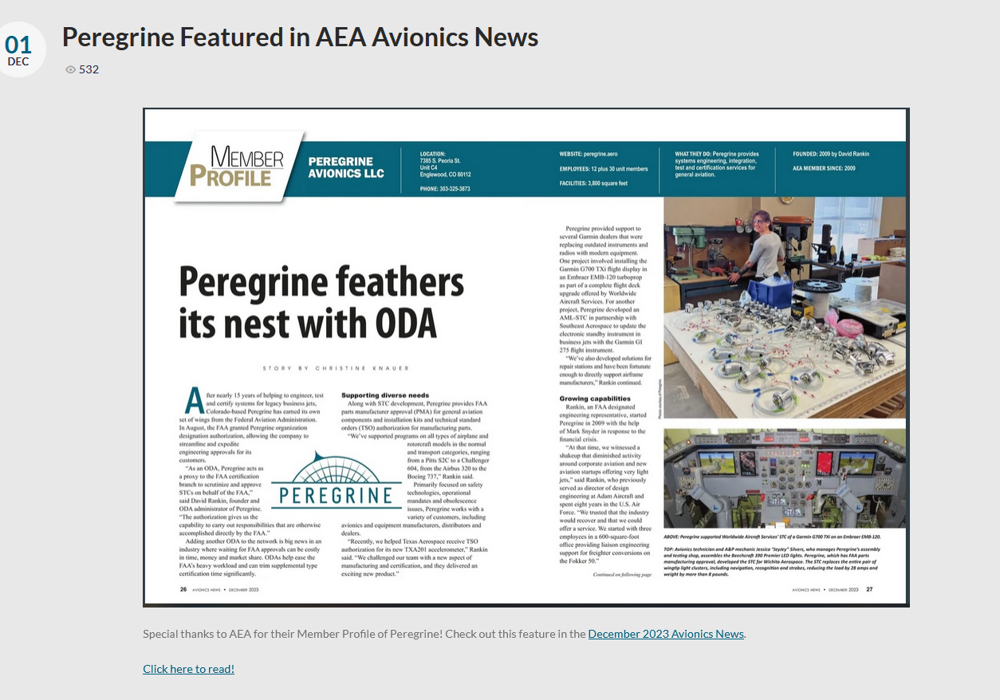 01
DEC
Peregrine Featured in AEA Avionics News
532
MEMBER
PROFILE
PEREGRINE
AVIONICS LLC
LOCATION:
7385 S. Peoria St.
Unit C4
Englewood, CO 80112
PHONE: 303-325-3873
WEBSITE: peregrine.aero
EMPLOYEES: 12 plus 30 unit members
FACILITIES: 3,800 square feet
WHAT THEY DO: Peregrine provides
systems engineering, integration,
test and certification services for
general aviation.
FOUNDED: 2009 by David Rankin
AEA MEMBER SINCE: 2009
Peregrine feathers
its nest with ODA
STORY BY CHRISTINE KNAUER
After nearly 15 years of helping to engineer, test
and certify systems for legacy business jets,
Colorado-based Peregrine has earned its own
set of wings from the Federal Aviation Administration.
In August, the FAA granted Peregrine organization
designation authorization, allowing the company to
streamline and expedite
engineering approvals for its
customers.
"As an ODA, Peregrine acts as
a proxy to the FAA certification
branch to scrutinize and approve
STCs on behalf of the FAA,"
said David Rankin, founder and
ODA administrator of Peregrine.
"The authorization gives us the
capability to carry out responsibilities that are otherwise
accomplished directly by the FAA."
Adding another ODA to the network is big news in an
industry where waiting for FAA approvals can be costly
in time, money and market share. ODAs help ease the
FAA's heavy workload and can trim supplemental type
certification time significantly.
PEREGRINE
Supporting diverse needs
Along with STC development, Peregrine provides FAA
parts manufacturer approval (PMA) for general aviation
components and installation kits and technical standard
orders (TSO) authorization for manufacturing parts.
"We've supported programs on all types of airplane and
rotorcraft models in the normal
and transport categories, ranging
from a Pitts S2C to a Challenger
604, from the Airbus 320 to the
Boeing 737," Rankin said.
Primarily focused on safety
technologies, operational
mandates and obsolescence
issues, Peregrine works with a
variety of customers, including
avionics and equipment manufacturers, distributors and
dealers.
"Recently, we helped Texas Aerospace receive TSO
authorization for its new TXA201 accelerometer," Rankin
said. "We challenged our team with a new aspect of
manufacturing and certification, and they delivered an
exciting new product."
26 AVIONICS NEWS • DECEMBER 2023
Peregrine provided support to
several Garmin dealers that were
replacing outdated instruments and
radios with modern equipment.
One project involved installing the
Garmin G700 TXi flight display in
an Embraer EMB-120 turboprop
as part of a complete flight deck
upgrade offered by Worldwide
Aircraft Services. For another
project, Peregrine developed an
AML-STC in partnership with
Southeast Aerospace to update the
electronic standby instrument in
business jets with the Garmin GI
275 flight instrument.
"We've also developed solutions for
repair stations and have been fortunate
enough to directly support airframe
manufacturers," Rankin continued.
Growing capabilities
Rankin, an FAA designated
engineering representative, started
Peregrine in 2009 with the help
of Mark Snyder in response to the
financial crisis.
"At that time, we witnessed a
shakeup that diminished activity
around corporate aviation and new
aviation startups offering very light
jets," said Rankin, who previously
served as director of design
engineering at Adam Aircraft and
spent eight years in the U.S. Air
Force. "We trusted that the industry
would recover and that we could
offer a service. We started with three
employees in a 600-square-foot
office providing liaison engineering
support for freighter conversions on
the Fokker 50."
Continued on following page
Photos courtesy of Peregrine
ABOVE: Peregrine supported Worldwide Aircraft Services' STC of a Garmin G700 TXi on an Embraer EMB-120.
TOP: Avionics technician and A&P mechanic Jessica "Jayley" Silvers, who manages Peregrine's assembly
and testing shop, assembles the Beechcraft 390 Premier LED lights. Peregrine, which has FAA parts
manufacturing approval, developed the STC for Wichita Aerospace. The STC replaces the entire pair of
wingtip light clusters, including navigation, recognition and strobes, reducing the load by 28 amps and
weight by more than 8 pounds.
AVIONICS NEWS • DECEMBER 2023 27
Special thanks to AEA for their Member Profile of Peregrine! Check out this feature in the December 2023 Avionics News.
Click here to read!